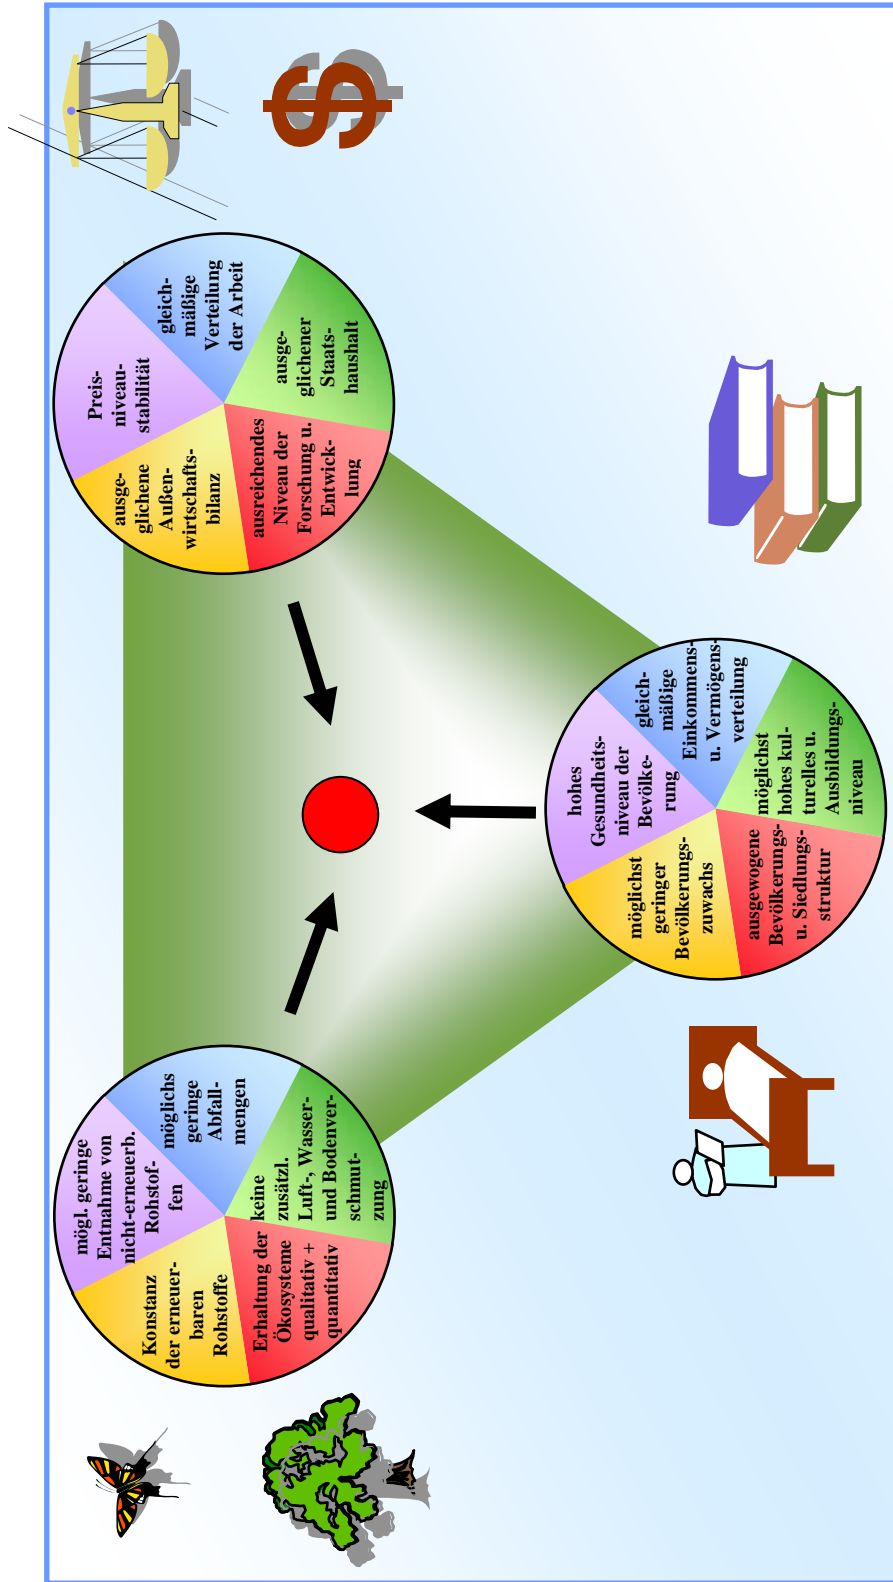 mögl. geringe
Entnahme von
nicht-erneuerb.
Rohstof-
fen
möglichs
geringe
Abfall-
mengen
keine
zusätzl.
Luft-, Wasser-
und Bodenver-
schmut-
zung
Erhaltung der
Ökosysteme
qualitativ +
quantitativ
Konstanz
der erneuer-
baren
Rohstoffe
Preis-
niveau-
stabilität
gleich-
mäßige
Verteilung
der Arbeit
ausge-
glichener
Staats-
haushalt
ausreichendes
Niveau der
Forschung u.
Entwick-
lung
ausge-
glichene
Außen-
wirtschafts-
bilanz
hohes
Gesundheits-
niveau der
Bevölke-
rung
gleich-
mäßige
Einkommens-
u. Vermögens-
verteilung
möglichst
hohes kul-
turelles u.
Ausbildungs-
niveau
ausgewogene
Bevölkerungs-
u. Siedlungs-
struktur
möglichst
geringer
Bevölkerungs-
zuwachs
$